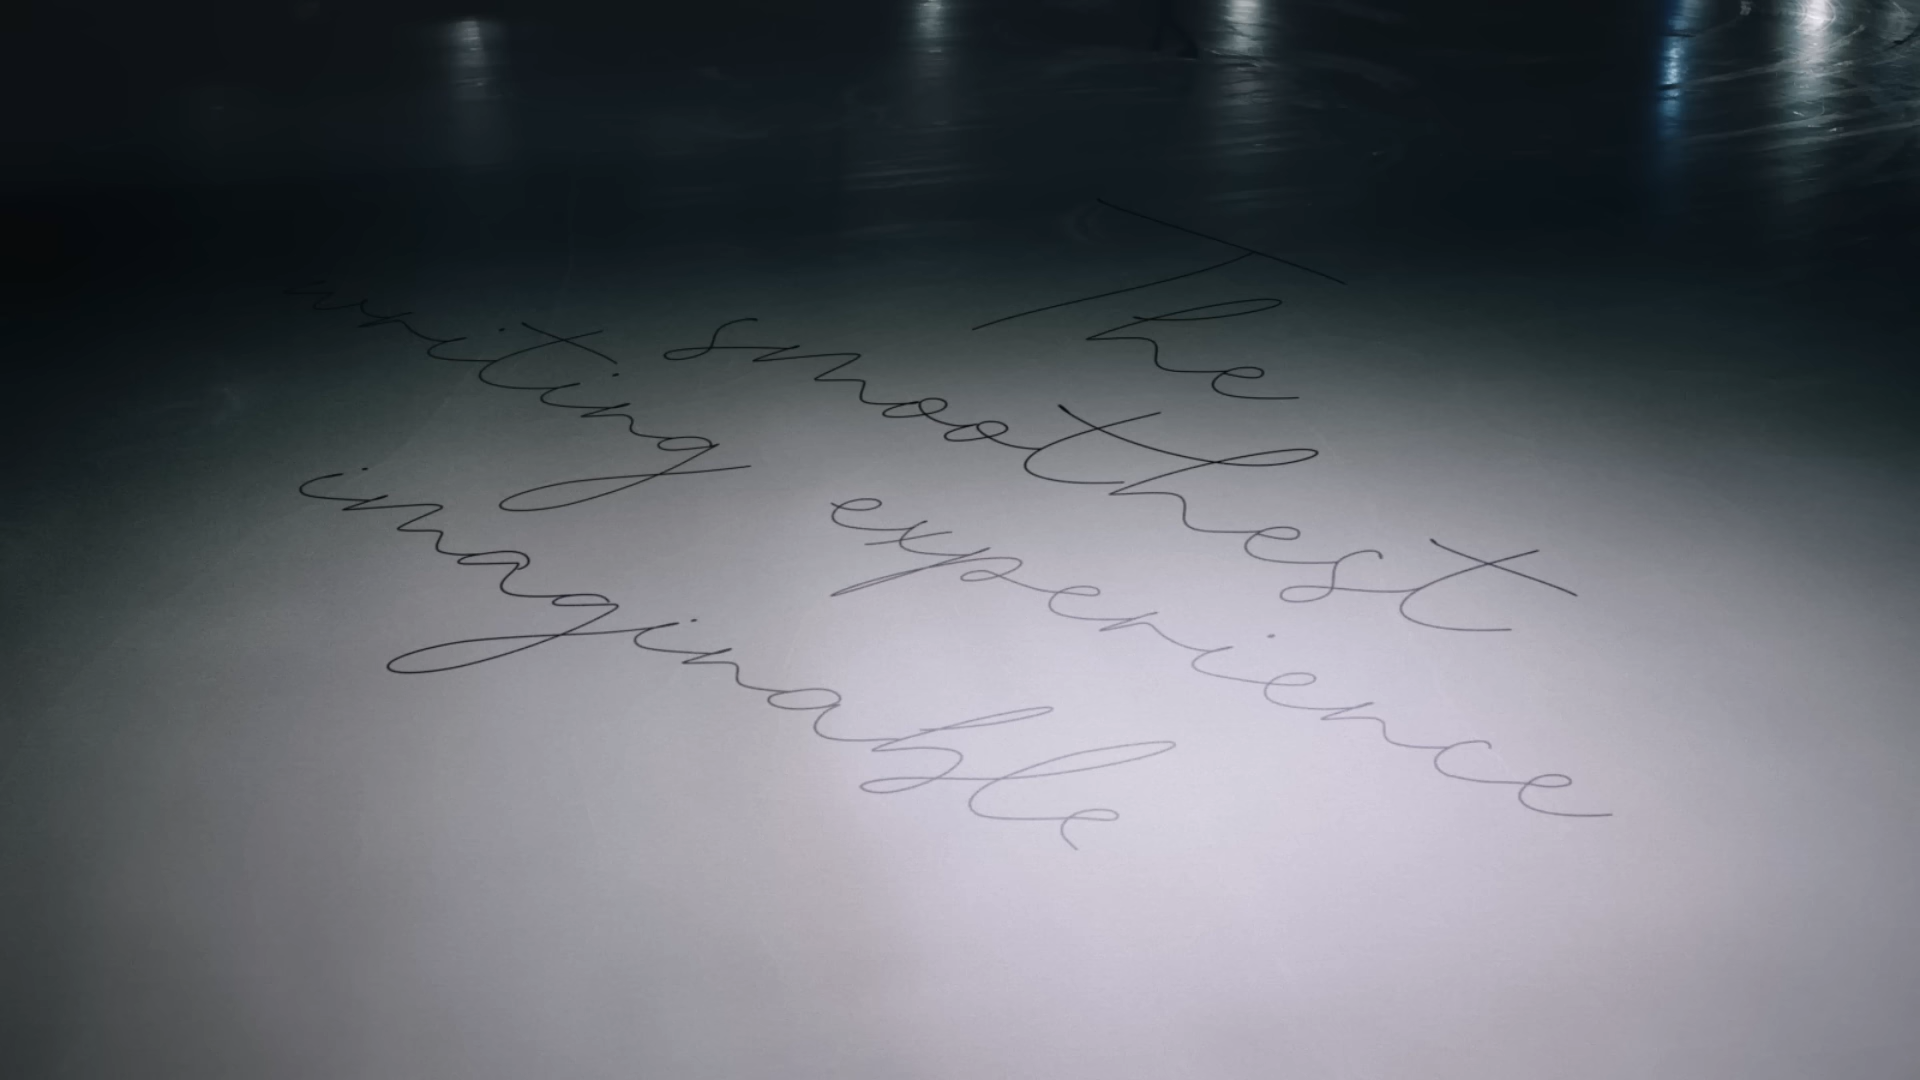 The
smoothest
writing experience
imaginable